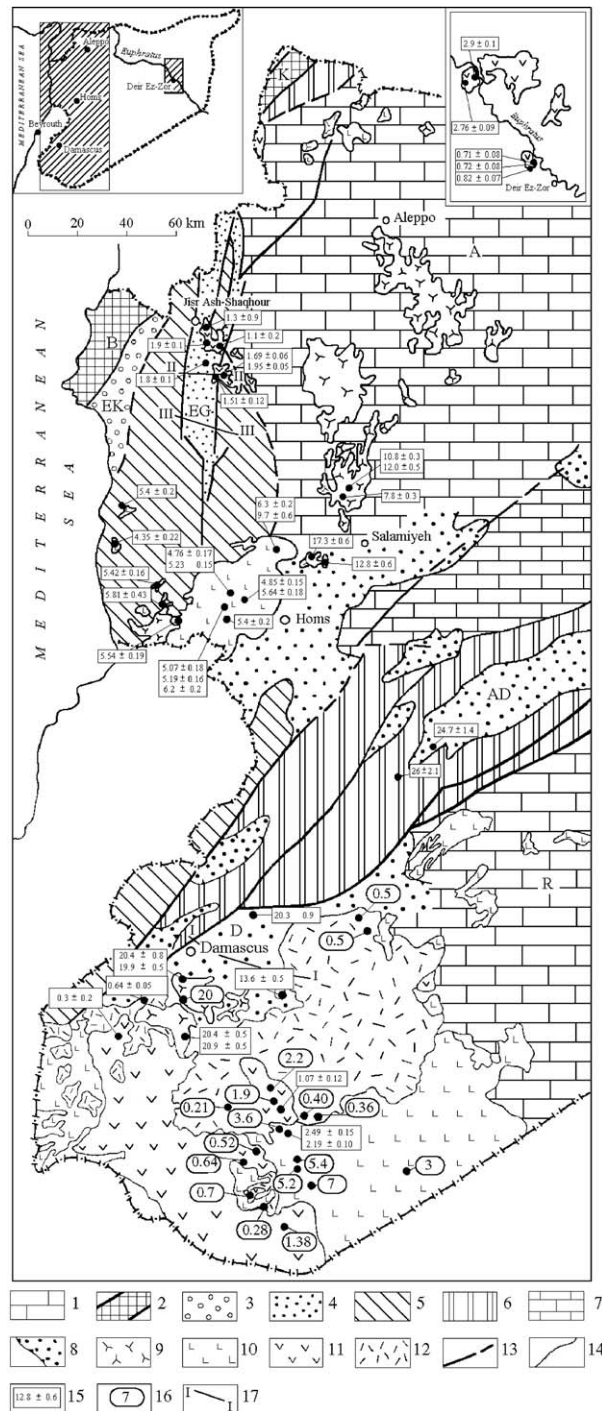 MEDITERRANEAN SEA
Aleppo
Euphratus
Homs
Deir Ez-Zor
Beyrouth
Damascus
K
2.9 ± 0.1
2.76 ± 0.09
Euphratus
0.71 ± 0.08
0.72 ± 0.08
0.82 ± 0.07
Deir Ez-Zor
0 20 40 60 km
Aleppo
A
MEDITERRANEAN SEA
Jisr Ash-Shaqhour
1.3 ± 0.9
B
1.9 ± 0.1
1.1 ± 0.2
1.69 ± 0.06
1.95 ± 0.05
II
II
1.8 ± 0.1
1.51 ± 0.12
EK
EG
III
III
10.8 ± 0.3
12.0 ± 0.5
7.8 ± 0.3
5.4 ± 0.2
6.3 ± 0.2
9.7 ± 0.6
4.35 ± 0.22
17.3 ± 0.6
Salamiyeh
4.76 ± 0.17
5.23 0.15
12.8 ± 0.6
5.42 ± 0.16
4.85 ± 0.15
5.64 ± 0.18
5.81 ± 0.43
5.4 ± 0.2
Homs
5.54 ± 0.19
5.07 ± 0.18
5.19 ± 0.16
6.2 ± 0.2
AD
24.7 ± 1.4
26 ± 2.1
R
0.5
20.3 0.9
0.5
I
D
Damascus
I
20.4 ± 0.8
19.9 ± 0.5
13.6 ± 0.5
0.64 ± 0.05
0.3 ± 0.2
20
20.4 ± 0.5
20.9 ± 0.5
2.2
1.07 ± 0.12
1.9
0.40
0.21
0.36
3.6
2.49 ± 0.15
2.19 ± 0.10
0.52
0.64
5.4
3
5.2
7
0.7
0.28
1.38
1 2 3 4 5 6 7
8 9 10 11 12 13 14
12.8 ± 0.6 15 7 16 I I 17